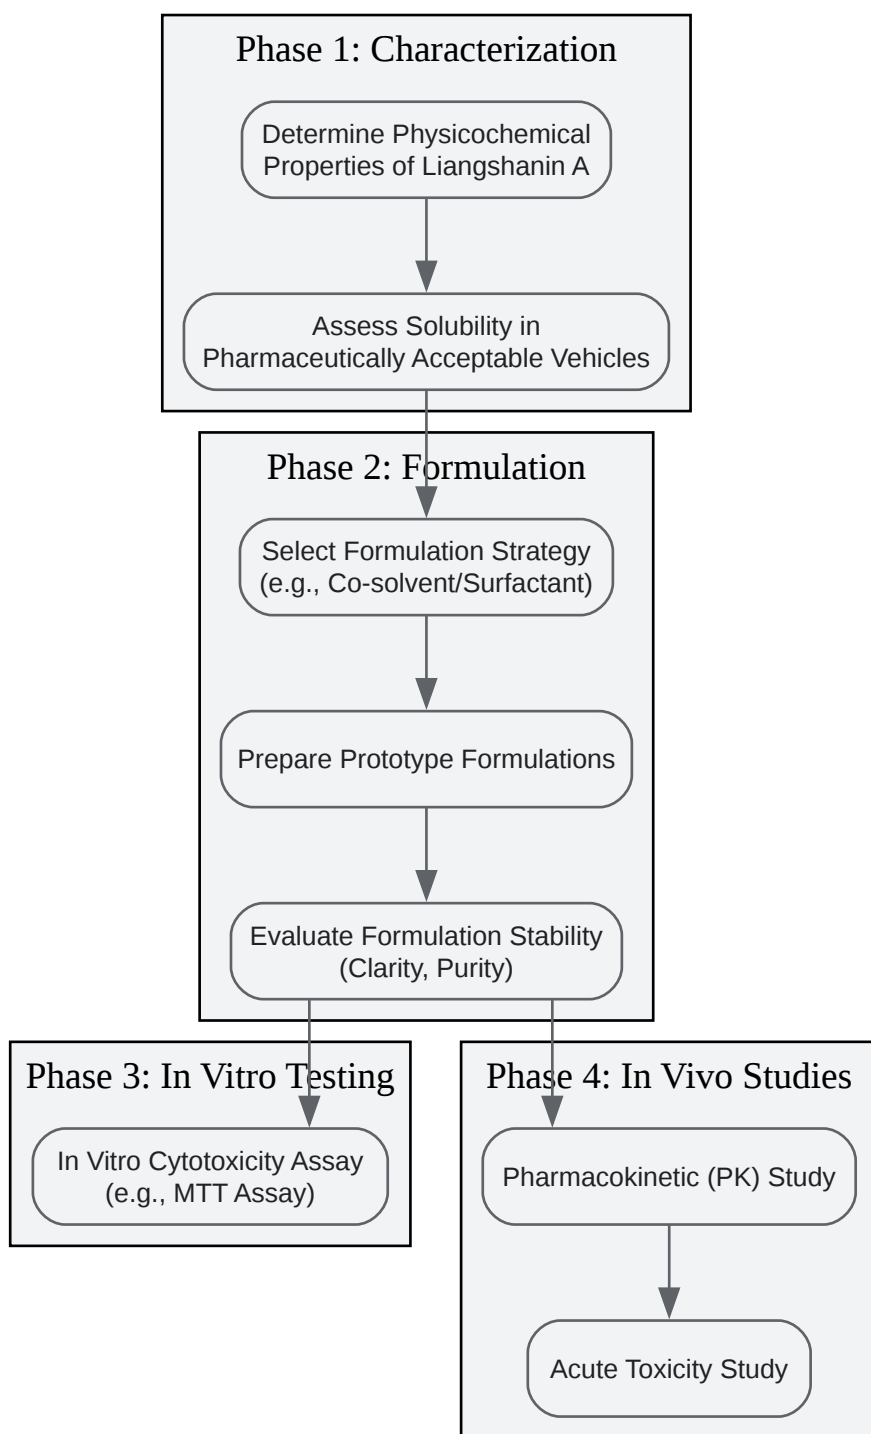 Phase 1: Characterization
Determine Physicochemical
Properties of Liangshanin A
Assess Solubility in
Pharmaceutically Acceptable Vehicles
Phase 2: Formulation
Select Formulation Strategy
(e.g., Co-solvent/Surfactant)
Prepare Prototype Formulations
Evaluate Formulation Stability
(Clarity, Purity)
Phase 3: In Vitro Testing
In Vitro Cytotoxicity Assay
(e.g., MTT Assay)
Phase 4: In Vivo Studies
Pharmacokinetic (PK) Study
Acute Toxicity Study